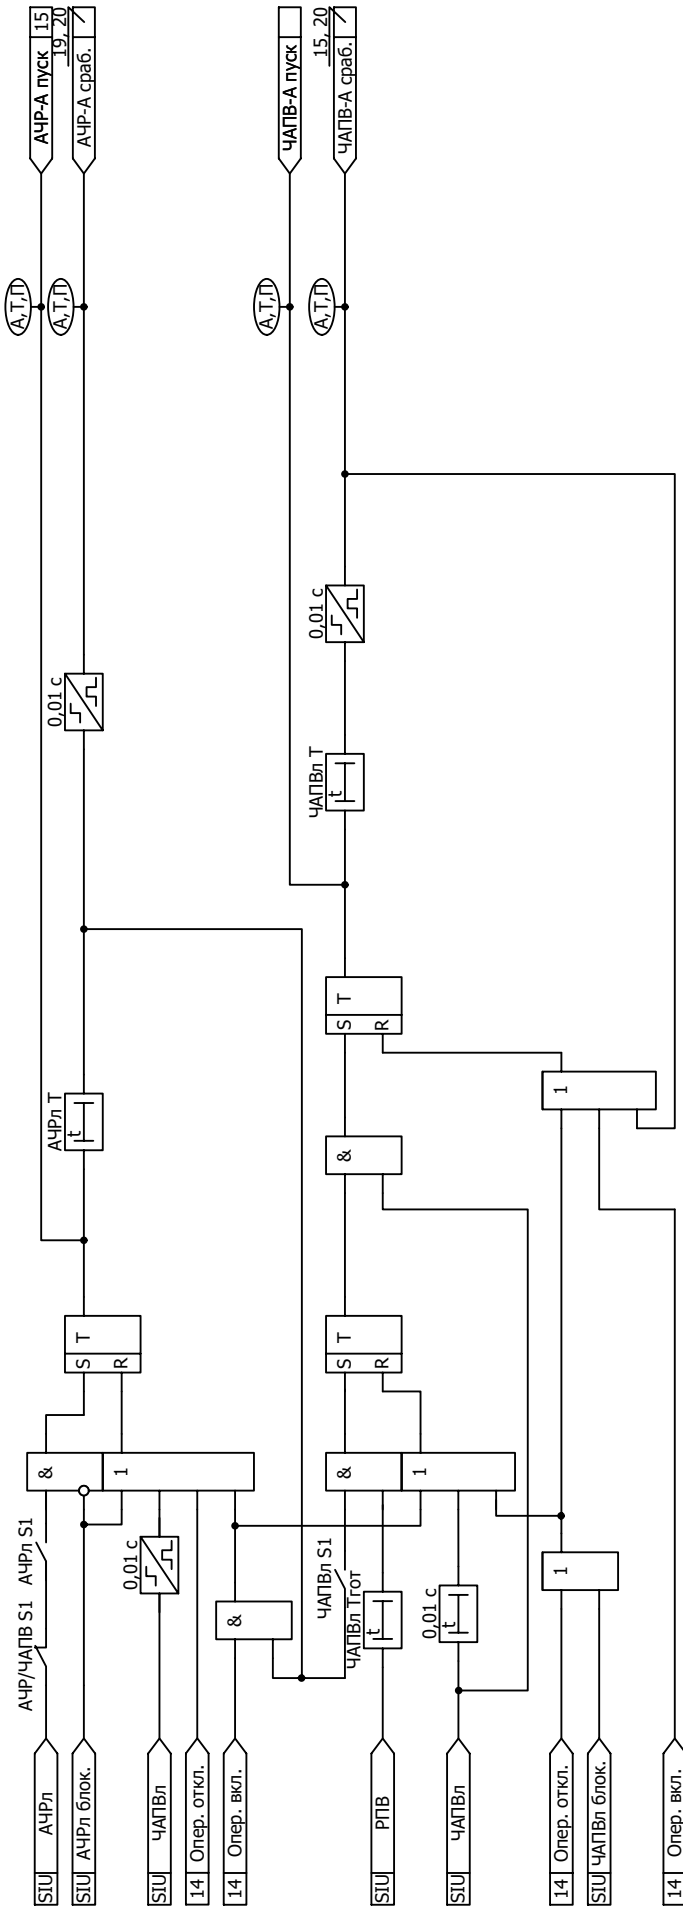 АЧР-А пуск 15
19, 20
АЧР-А сраб.
ЧАПВ-А пуск
15, 20
ЧАПВ-А сраб.
А,Т,П
А,Т,П
А,Т,П
А,Т,П
0,01 с
0,01 с
ЧАПВл Т
t
АЧРл Т
t
S T
R
1
&
S T
R
S T
R
&
1
&
1
АЧР/ЧАПВ S1
АЧРл S1
0,01 с
&
ЧАПВл S1
ЧАПВл Тгот
t
0,01 с
t
1
SIU АЧРл
SIU АЧРл блок.
SIU ЧАПВл
14 Опер. откл.
14 Опер. вкл.
SIU РПВ
SIU ЧАПВл
14 Опер. откл.
SIU ЧАПВл блок.
14 Опер. вкл.